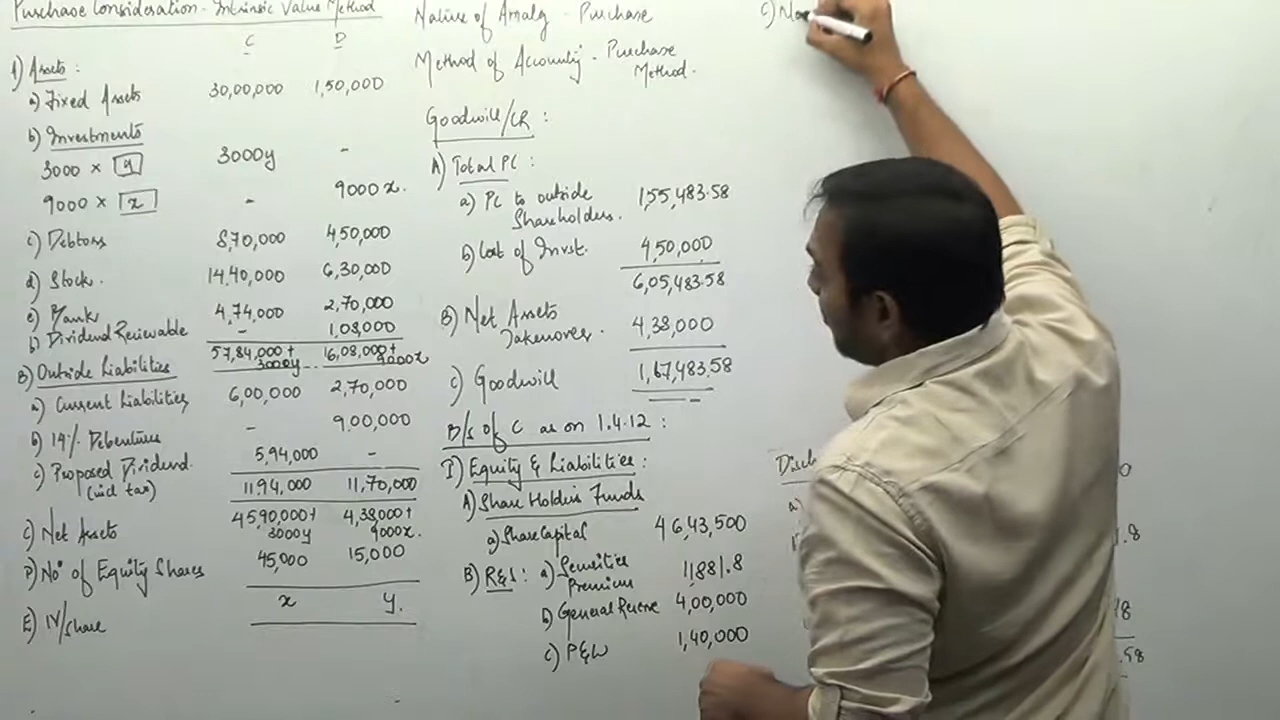 Purchase Consideration - Intrinsic Value Method
C D
A) Assets :
a) Fixed Assets 30,00,000 1,50,000
b) Investments
3000 × y 3000y -
9000 × x - 9000x.
c) Debtors 8,70,000 4,50,000
d) Stock. 14,40,000 6,30,000
e) Bank 4,74,000 2,70,000
b) Dividend Receivable - 1,08,000
57,84,000 + 3000y 16,08,000 + 9000x
B) Outside Liabilities
a) Current Liabilities 6,00,000 2,70,000
b) 14% Debentures - 9,00,000
c) Proposed Dividend. 5,94,000 -
(incl tax) 1194,000 11,70,000
C) Net Assets 4590,000 + 3000y 4,38,000 + 9000x.
D) No of Equity Shares 45,000 15,000
E) IV/share x y.
Nature of Amalg - Purchase
Method of Accounting - Purchase
Method.
Goodwill/CR :
A) Total PC :
a) PC to outside
Shareholders. 1,55,483.58
b) Cost of Invst. 4,50,000
6,05,483.58
B) Net Assets
Takenover. 4,38,000
C) Goodwill 1,67,483.58
B/s of C as on 1.4.12 :
I) Equity & Liabilities :
A) Share Holders Funds
a) Share Capital 46,43,500
B) R&S : a) Securities
Premium 11,881.8
b) General Reserve 4,00,000
c) P&L 1,40,000
C)
Disch
a)